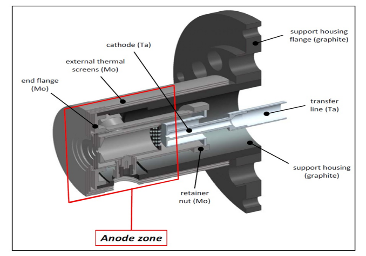 support housing
flange (graphite)
cathode (Ta)
external thermal
screens (Mo)
end flange
(Mo)
transfer
line (Ta)
support housing
(graphite)
retainer
nut (Mo)
Anode zone